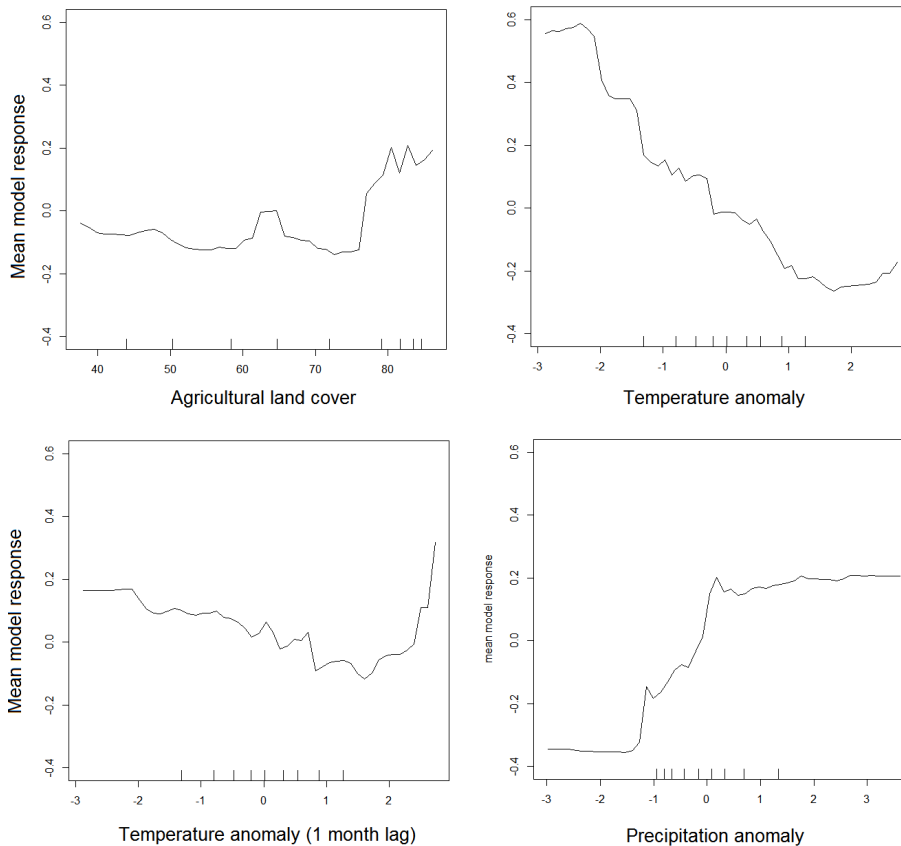 Mean model response
0.6
0.4
0.2
0.0
-0.2
-0.4
40 50 60 70 80
Agricultural land cover
0.6
0.4
0.2
0.0
-0.2
-0.4
-3 -2 -1 0 1 2
Temperature anomaly
Mean model response
0.6
0.4
0.2
0.0
-0.2
-0.4
-3 -2 -1 0 1 2
Temperature anomaly (1 month lag)
mean model response
0.6
0.4
0.2
0.0
-0.2
-0.4
-3 -2 -1 0 1 2 3
Precipitation anomaly